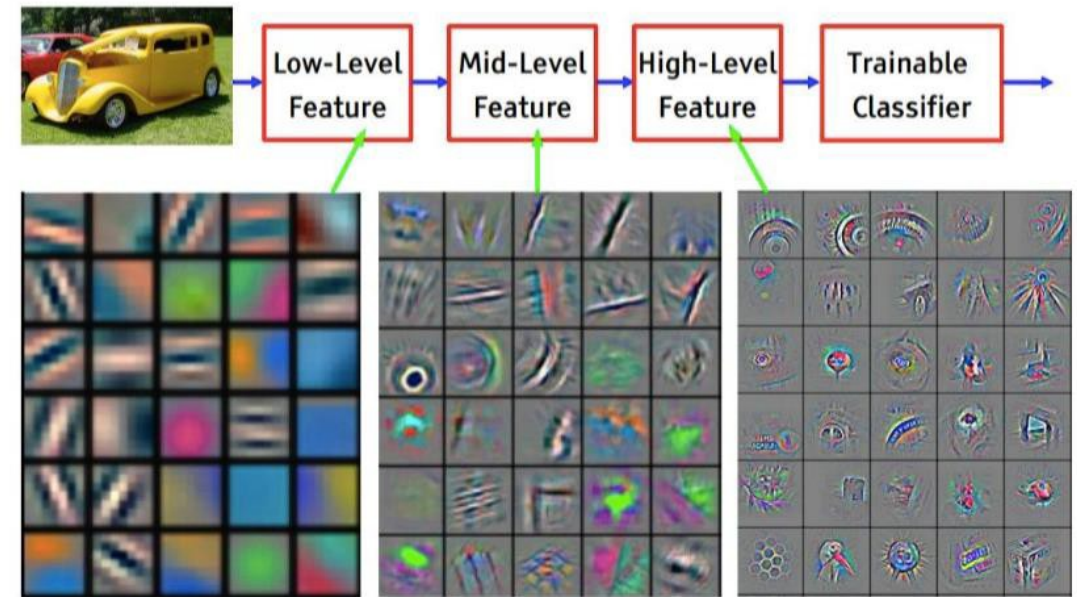 Low-Level
Feature
Mid-Level
Feature
High-Level
Feature
Trainable
Classifier